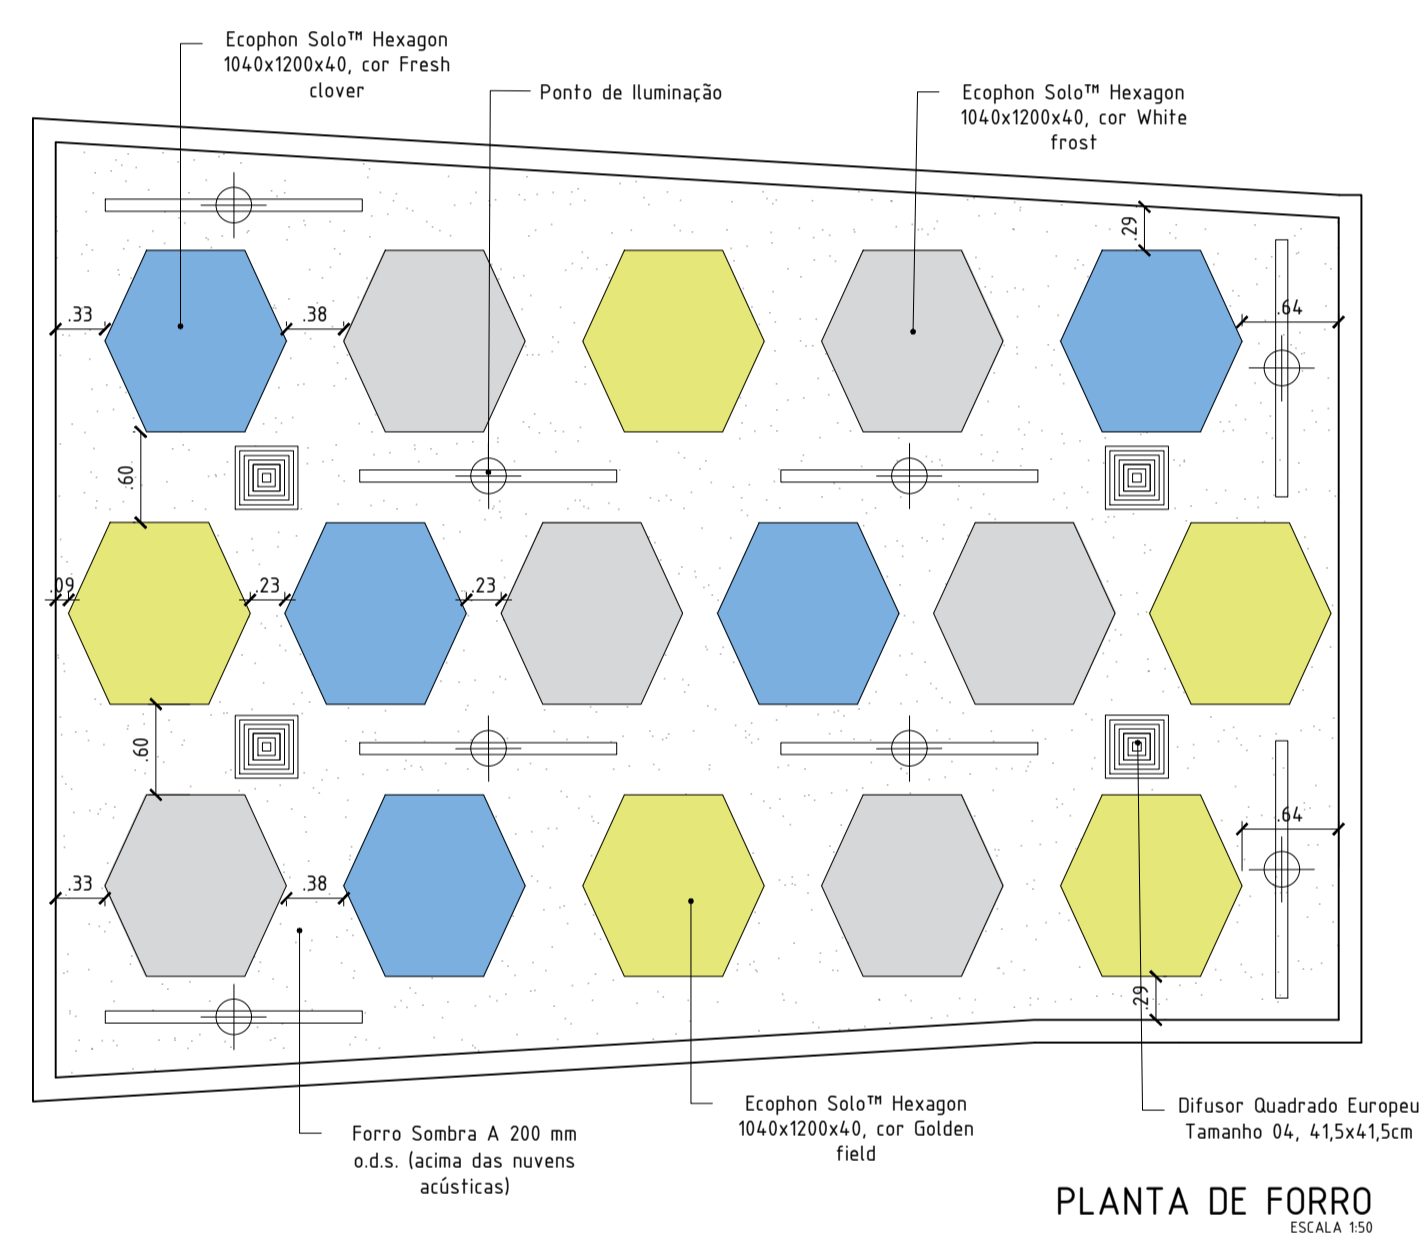 Ecophon Solo™ Hexagon
1040x1200x40, cor Fresh
clover
Ponto de Iluminação
Ecophon Solo™ Hexagon
1040x1200x40, cor White
frost
.29
.33
.38
.64
.60
.09
.23
.23
.60
.64
.33
.38
.29
Ecophon Solo™ Hexagon
1040x1200x40, cor Golden
field
Difusor Quadrado Europeu
Tamanho 04, 41,5x41,5cm
Forro Sombra A 200 mm
o.d.s. (acima das nuvens
acústicas)
PLANTA DE FORRO
ESCALA 1:50